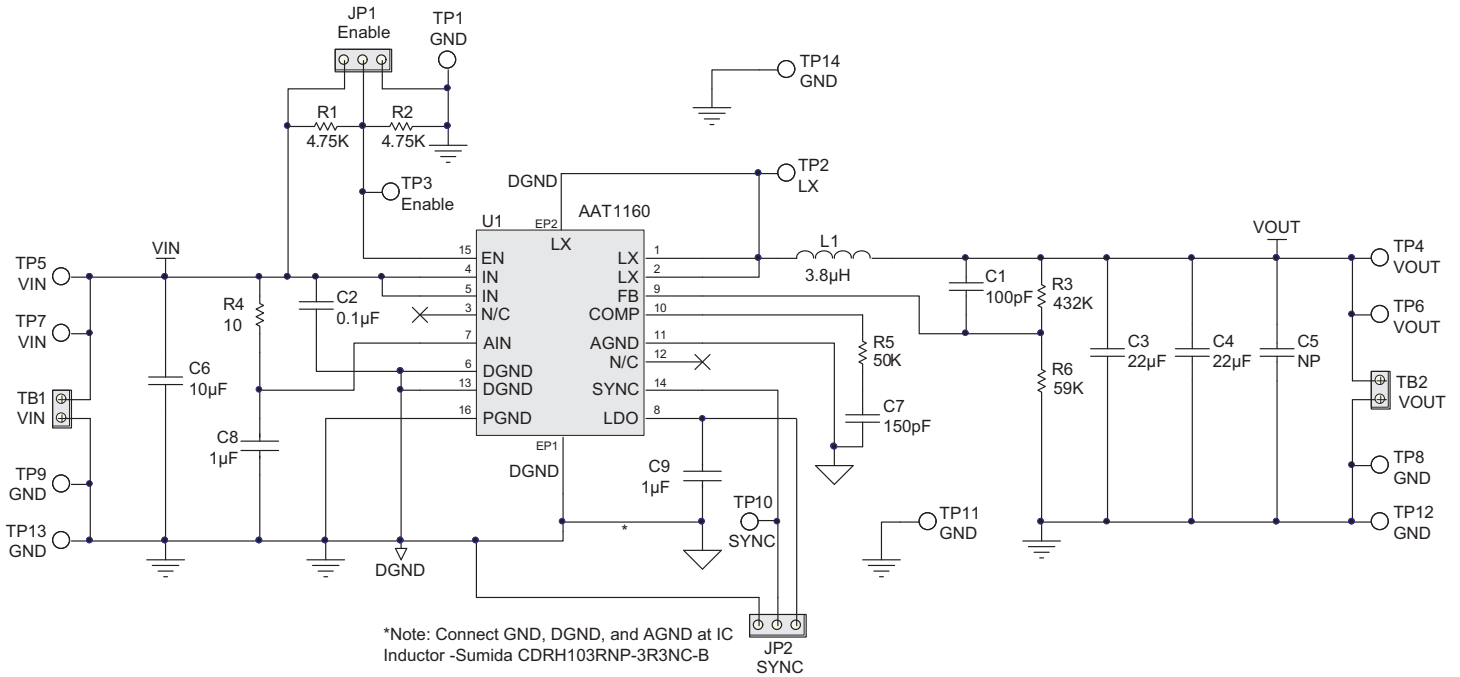 JP1
Enable
TP1
GND
TP14
GND
R1
4.75K
R2
4.75K
TP3
Enable
DGND
TP2
LX
U1
EP2
AAT1160
LX
15 EN
4 IN
5 IN
3 N/C
7 AIN
6 DGND
13 DGND
16 PGND
LX 1
LX 2
FB 9
COMP 10
AGND 11
N/C 12
SYNC 14
LDO 8
EP1
DGND
VIN
TP5
VIN
TP7
VIN
TB1
VIN
TP9
GND
TP13
GND
R4
10
C2
0.1µF
C6
10µF
C8
1µF
DGND
L1
3.8µH
C1
100pF
R3
432K
R5
50K
C7
150pF
R6
59K
C3
22µF
C4
22µF
C5
NP
VOUT
TP4
VOUT
TP6
VOUT
TB2
VOUT
TP8
GND
TP12
GND
C9
1µF
*
TP10
SYNC
TP11
GND
JP2
SYNC
*Note: Connect GND, DGND, and AGND at IC
Inductor -Sumida CDRH103RNP-3R3NC-B